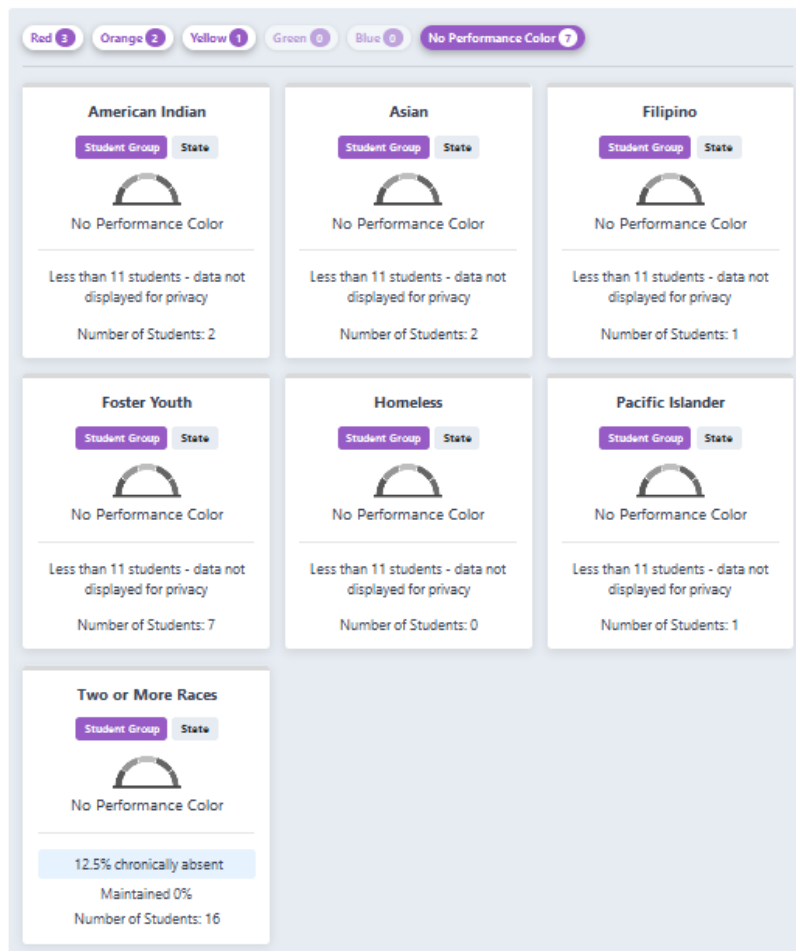 Red 3 Orange 2 Yellow 1 Green 0 Blue 0 No Performance Color 7
American Indian
Student Group State
No Performance Color
Less than 11 students - data not
displayed for privacy
Number of Students: 2
Asian
Student Group State
No Performance Color
Less than 11 students - data not
displayed for privacy
Number of Students: 2
Filipino
Student Group State
No Performance Color
Less than 11 students - data not
displayed for privacy
Number of Students: 1
Foster Youth
Student Group State
No Performance Color
Less than 11 students - data not
displayed for privacy
Number of Students: 7
Homeless
Student Group State
No Performance Color
Less than 11 students - data not
displayed for privacy
Number of Students: 0
Pacific Islander
Student Group State
No Performance Color
Less than 11 students - data not
displayed for privacy
Number of Students: 1
Two or More Races
Student Group State
No Performance Color
12.5% chronically absent
Maintained 0%
Number of Students: 16